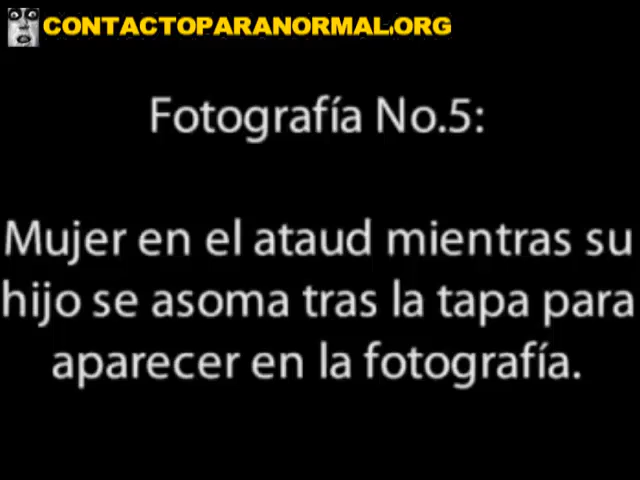 CONTACTOPARANORMAL.ORG
Fotografía No.5:
Mujer en el ataud mientras su
hijo se asoma tras la tapa para
aparecer en la fotografía.